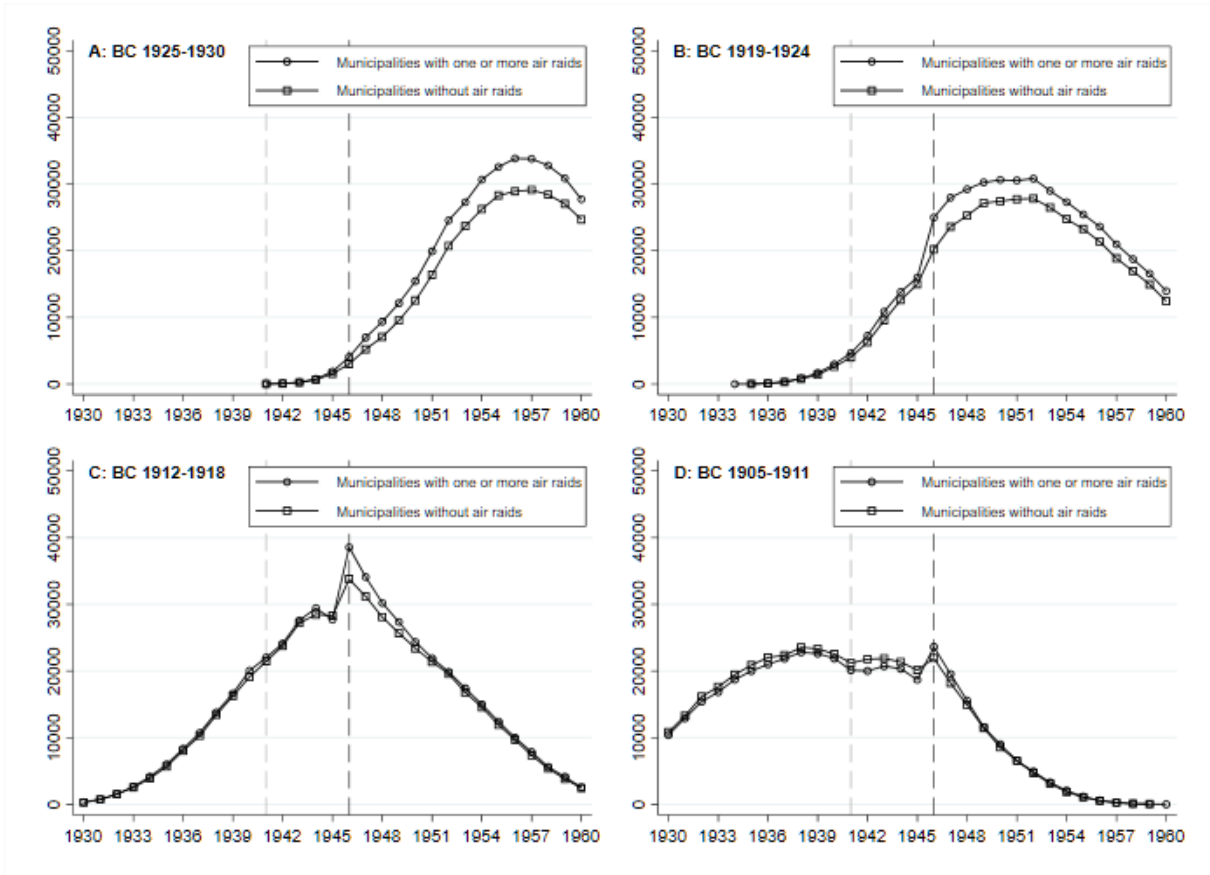 A: BC 1925-1930
Municipalities with one or more air raids
Municipalities without air raids
50000
40000
30000
20000
10000
0
1930 1933 1936 1939 1942 1945 1948 1951 1954 1957 1960
B: BC 1919-1924
Municipalities with one or more air raids
Municipalities without air raids
50000
40000
30000
20000
10000
0
1930 1933 1936 1939 1942 1945 1948 1951 1954 1957 1960
C: BC 1912-1918
Municipalities with one or more air raids
Municipalities without air raids
50000
40000
30000
20000
10000
0
1930 1933 1936 1939 1942 1945 1948 1951 1954 1957 1960
D: BC 1905-1911
Municipalities with one or more air raids
Municipalities without air raids
50000
40000
30000
20000
10000
0
1930 1933 1936 1939 1942 1945 1948 1951 1954 1957 1960